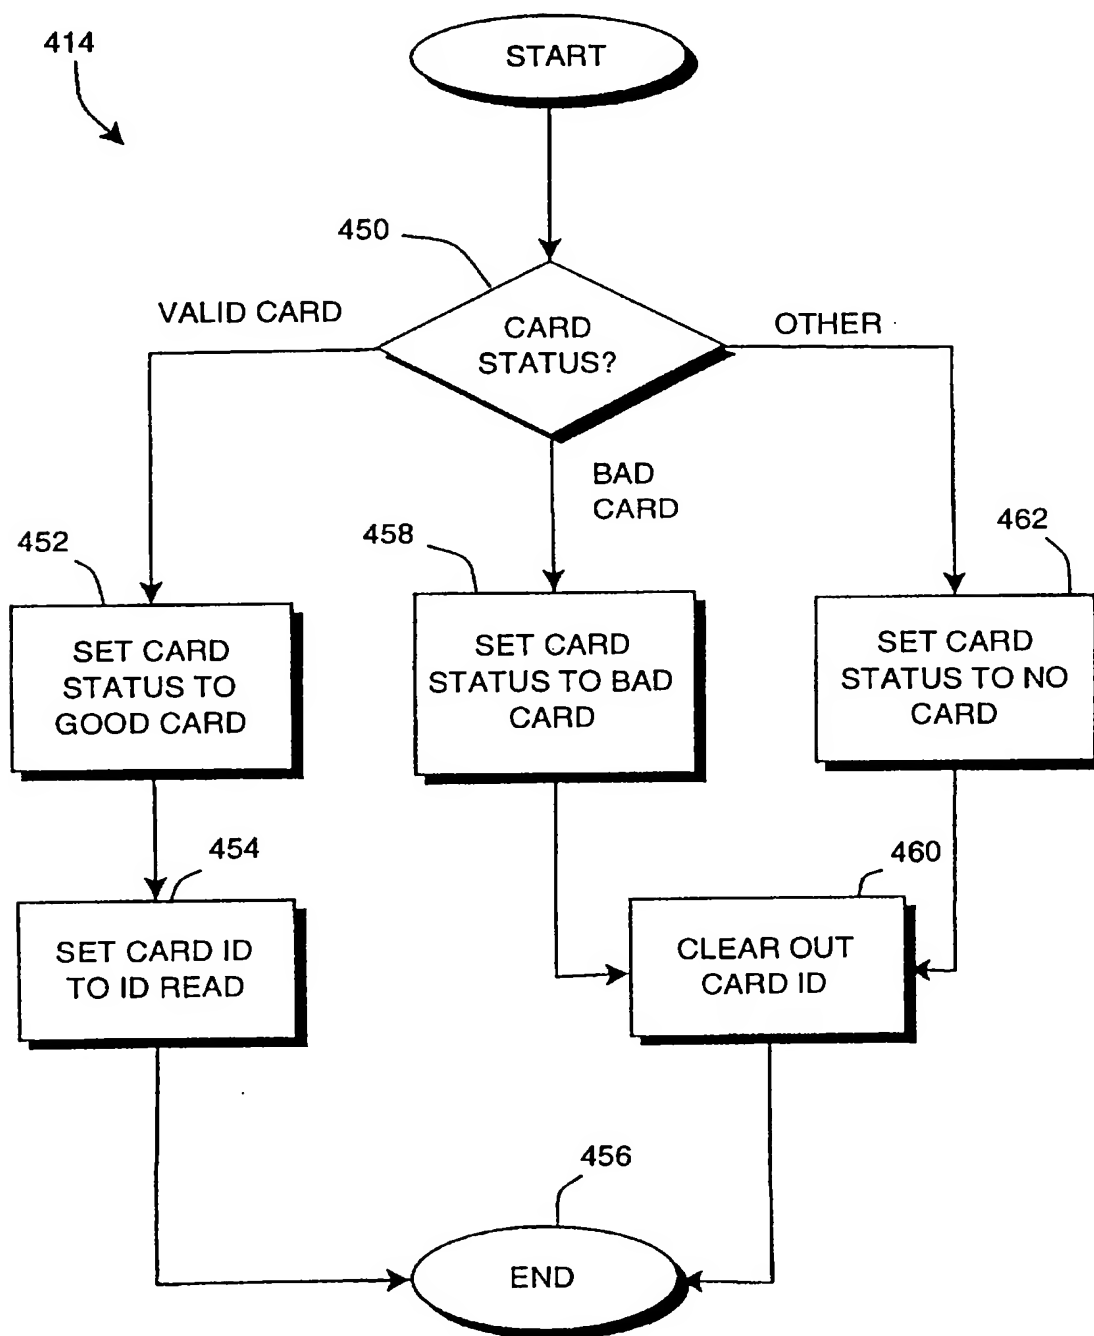 414
START
450
VALID CARD
CARD
STATUS?
OTHER
BAD
CARD
452
458
462
SET CARD
STATUS TO
GOOD CARD
SET CARD
STATUS TO BAD
CARD
SET CARD
STATUS TO NO
CARD
454
460
SET CARD ID
TO ID READ
CLEAR OUT
CARD ID
456
END